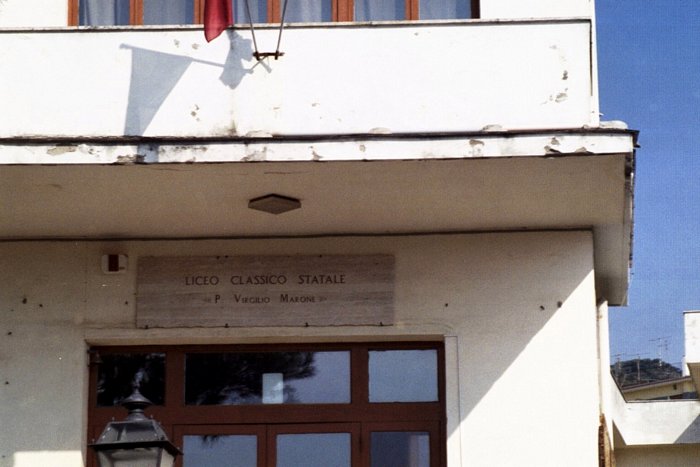 LICEO CLASSICO STATALE
« P. VIRGILIO MARONE »